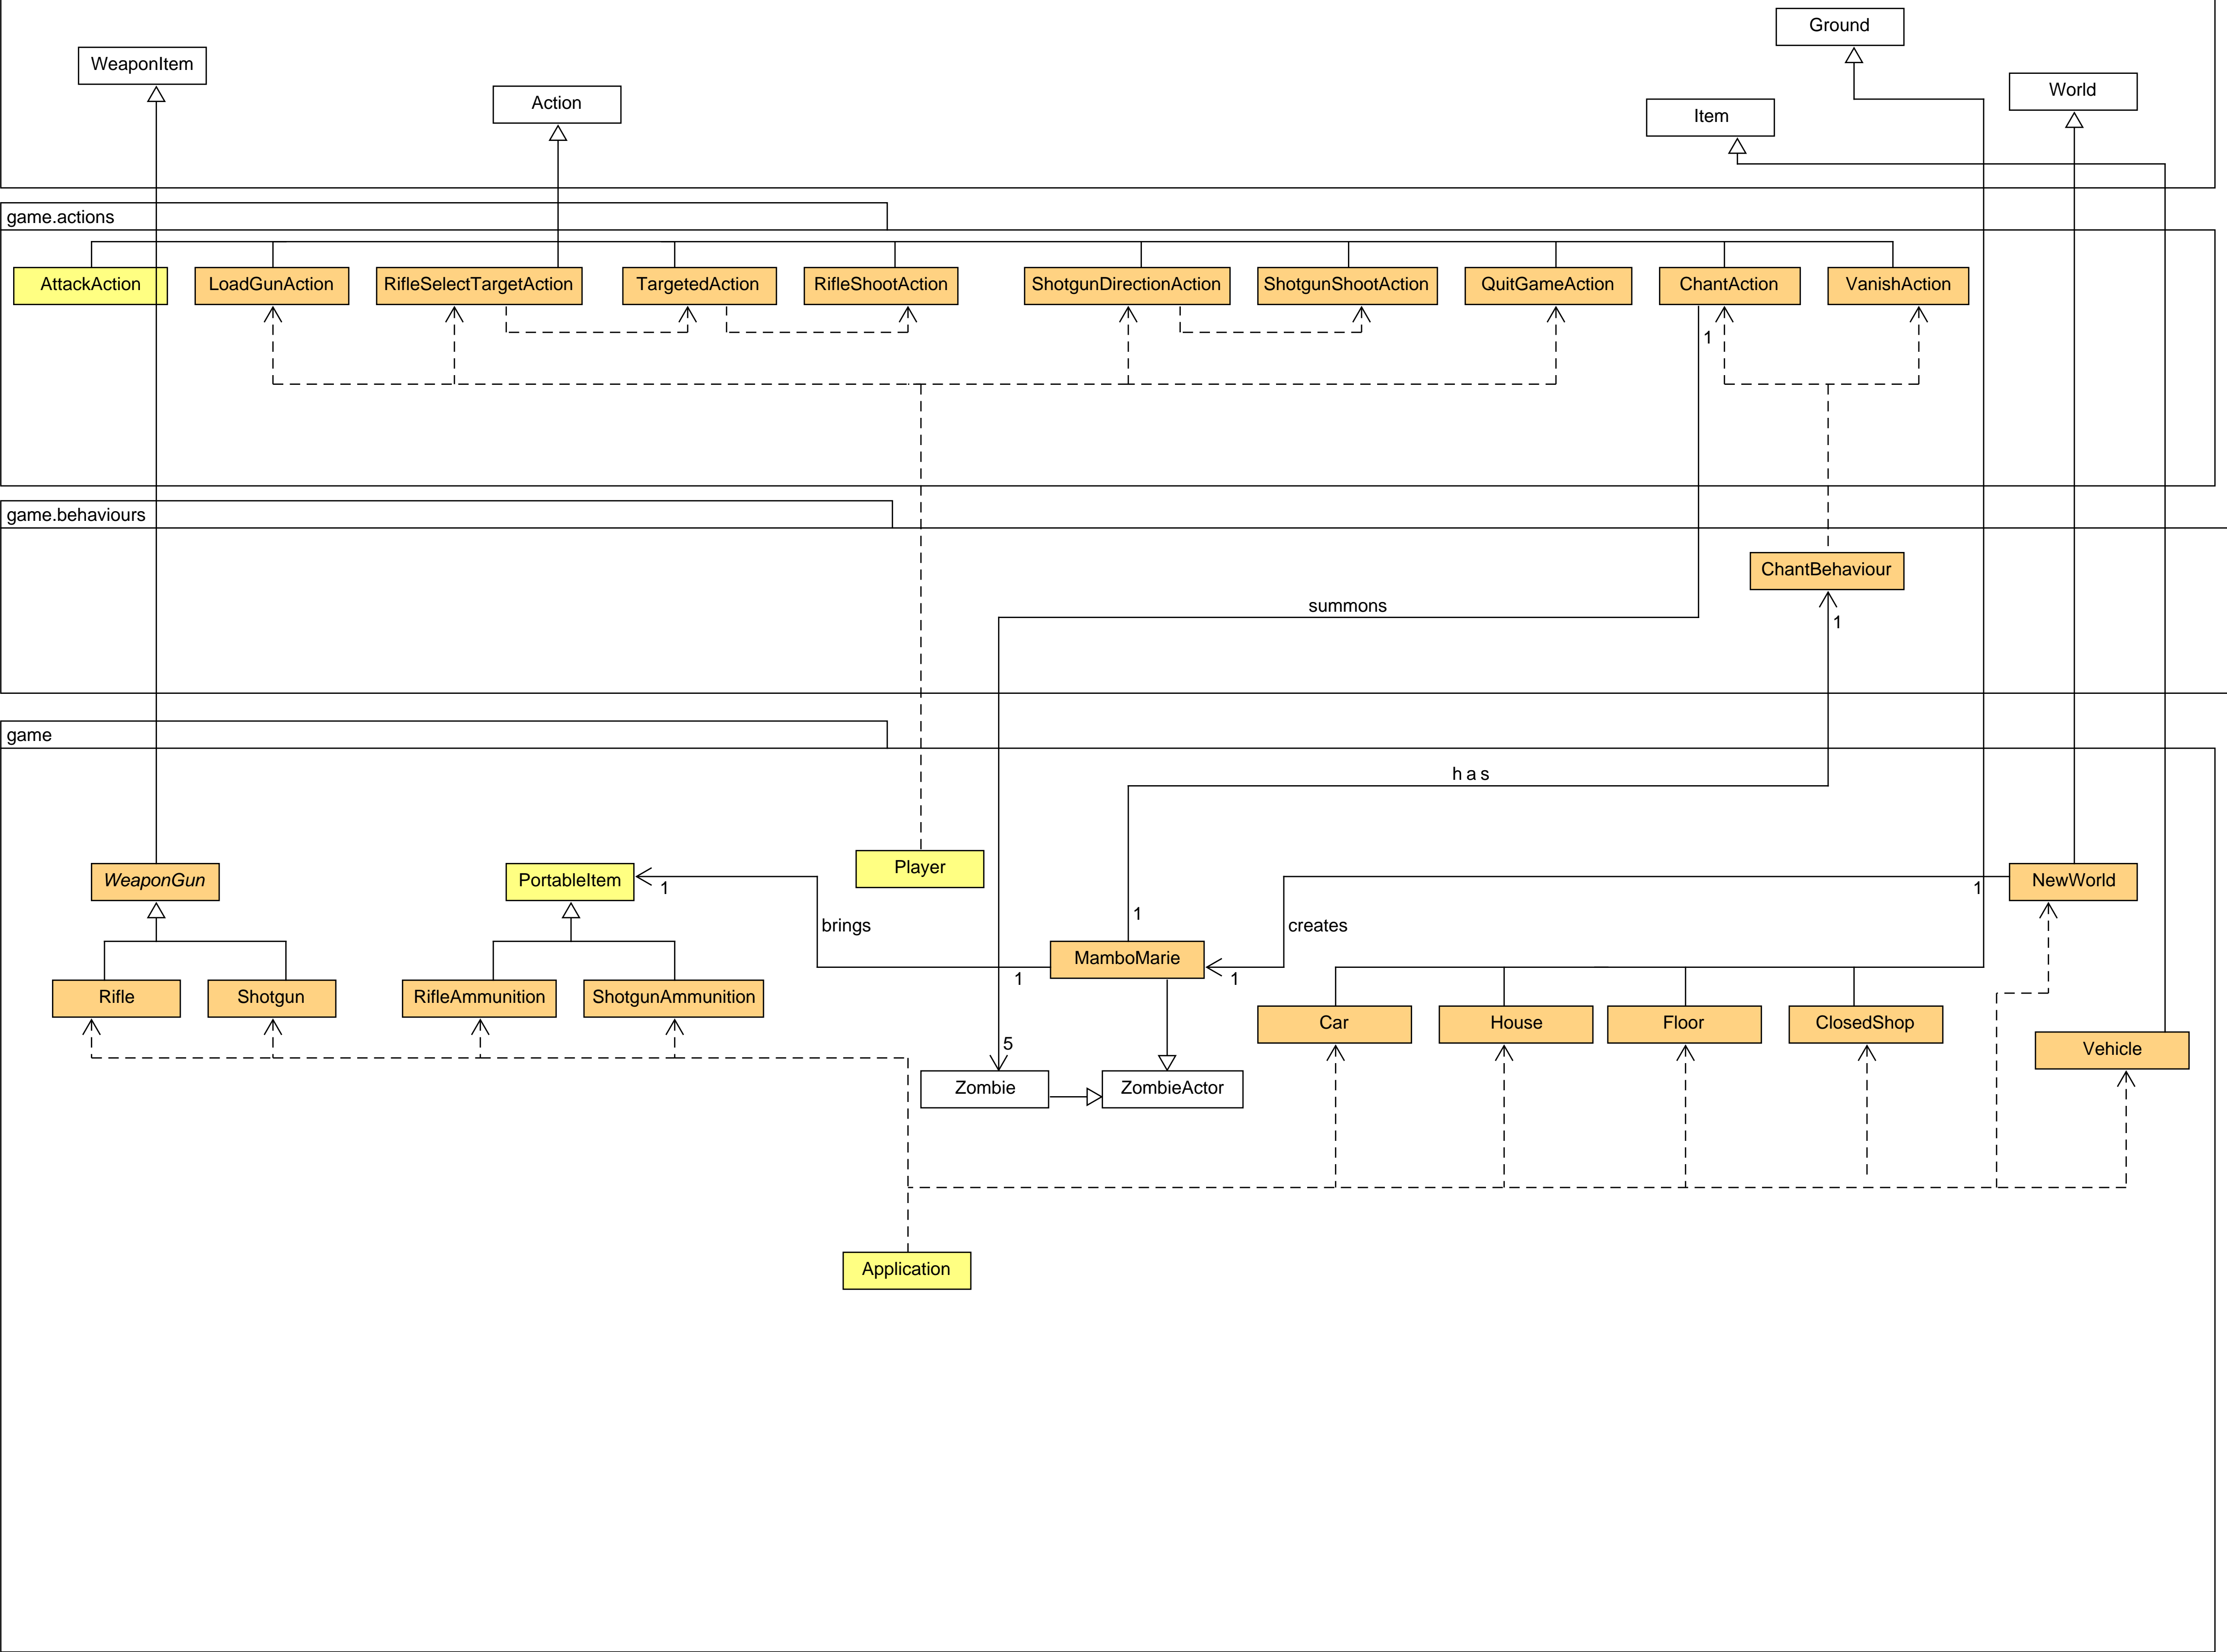 Ground
WeaponItem
World
Action
Item
game.actions
AttackAction
LoadGunAction
RifleSelectTargetAction
TargetedAction
RifleShootAction
ShotgunDirectionAction
ShotgunShootAction
QuitGameAction
ChantAction
VanishAction
1
game.behaviours
ChantBehaviour
summons
1
game
has
Player
WeaponGun
PortableItem
1
1
NewWorld
1
brings
creates
MamboMarie
1
1
Rifle
Shotgun
RifleAmmunition
ShotgunAmmunition
Car
House
Floor
ClosedShop
5
Vehicle
Zombie
ZombieActor
Application